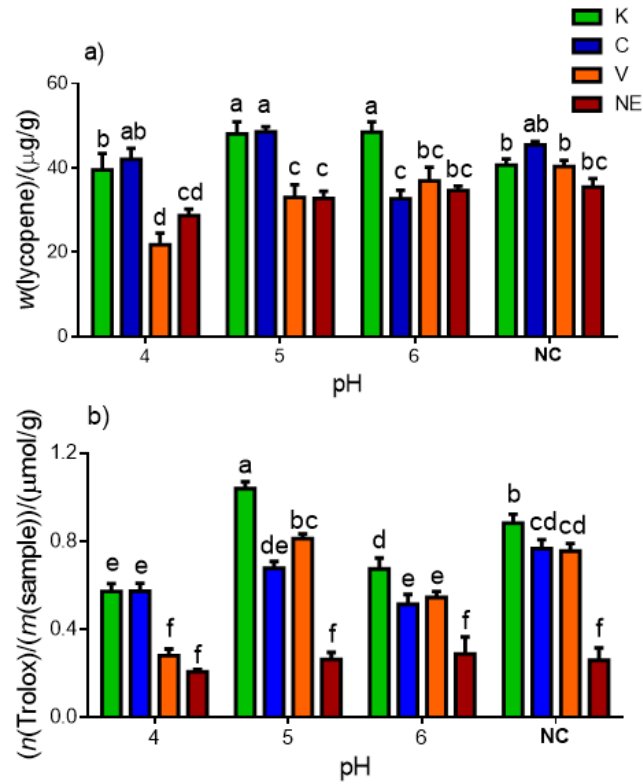 K
C
V
NE
a)
w(lycopene)/(μg/g)
60
40
20
0
b ab d cd
a a c c
a c bc bc
b ab b bc
4 5 6 NC
pH
b)
(n(Trolox)/(m(sample))/(μmol/g)
1.2
0.8
0.4
0.0
e e f f
a de bc f
d e e f
b cd cd f
4 5 6 NC
pH